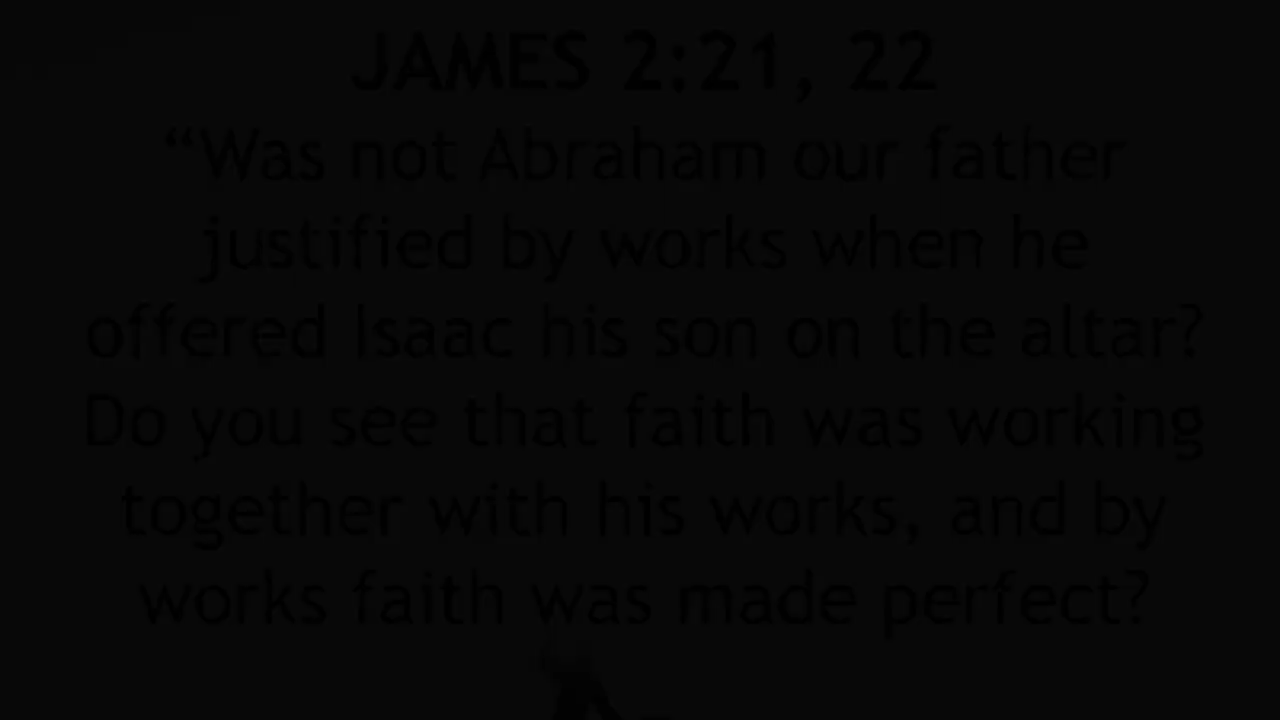 JAMES 2:21, 22
“Was not Abraham our father
justified by works when he
offered Isaac his son on the altar?
Do you see that faith was working
together with his works, and by
works faith was made perfect?